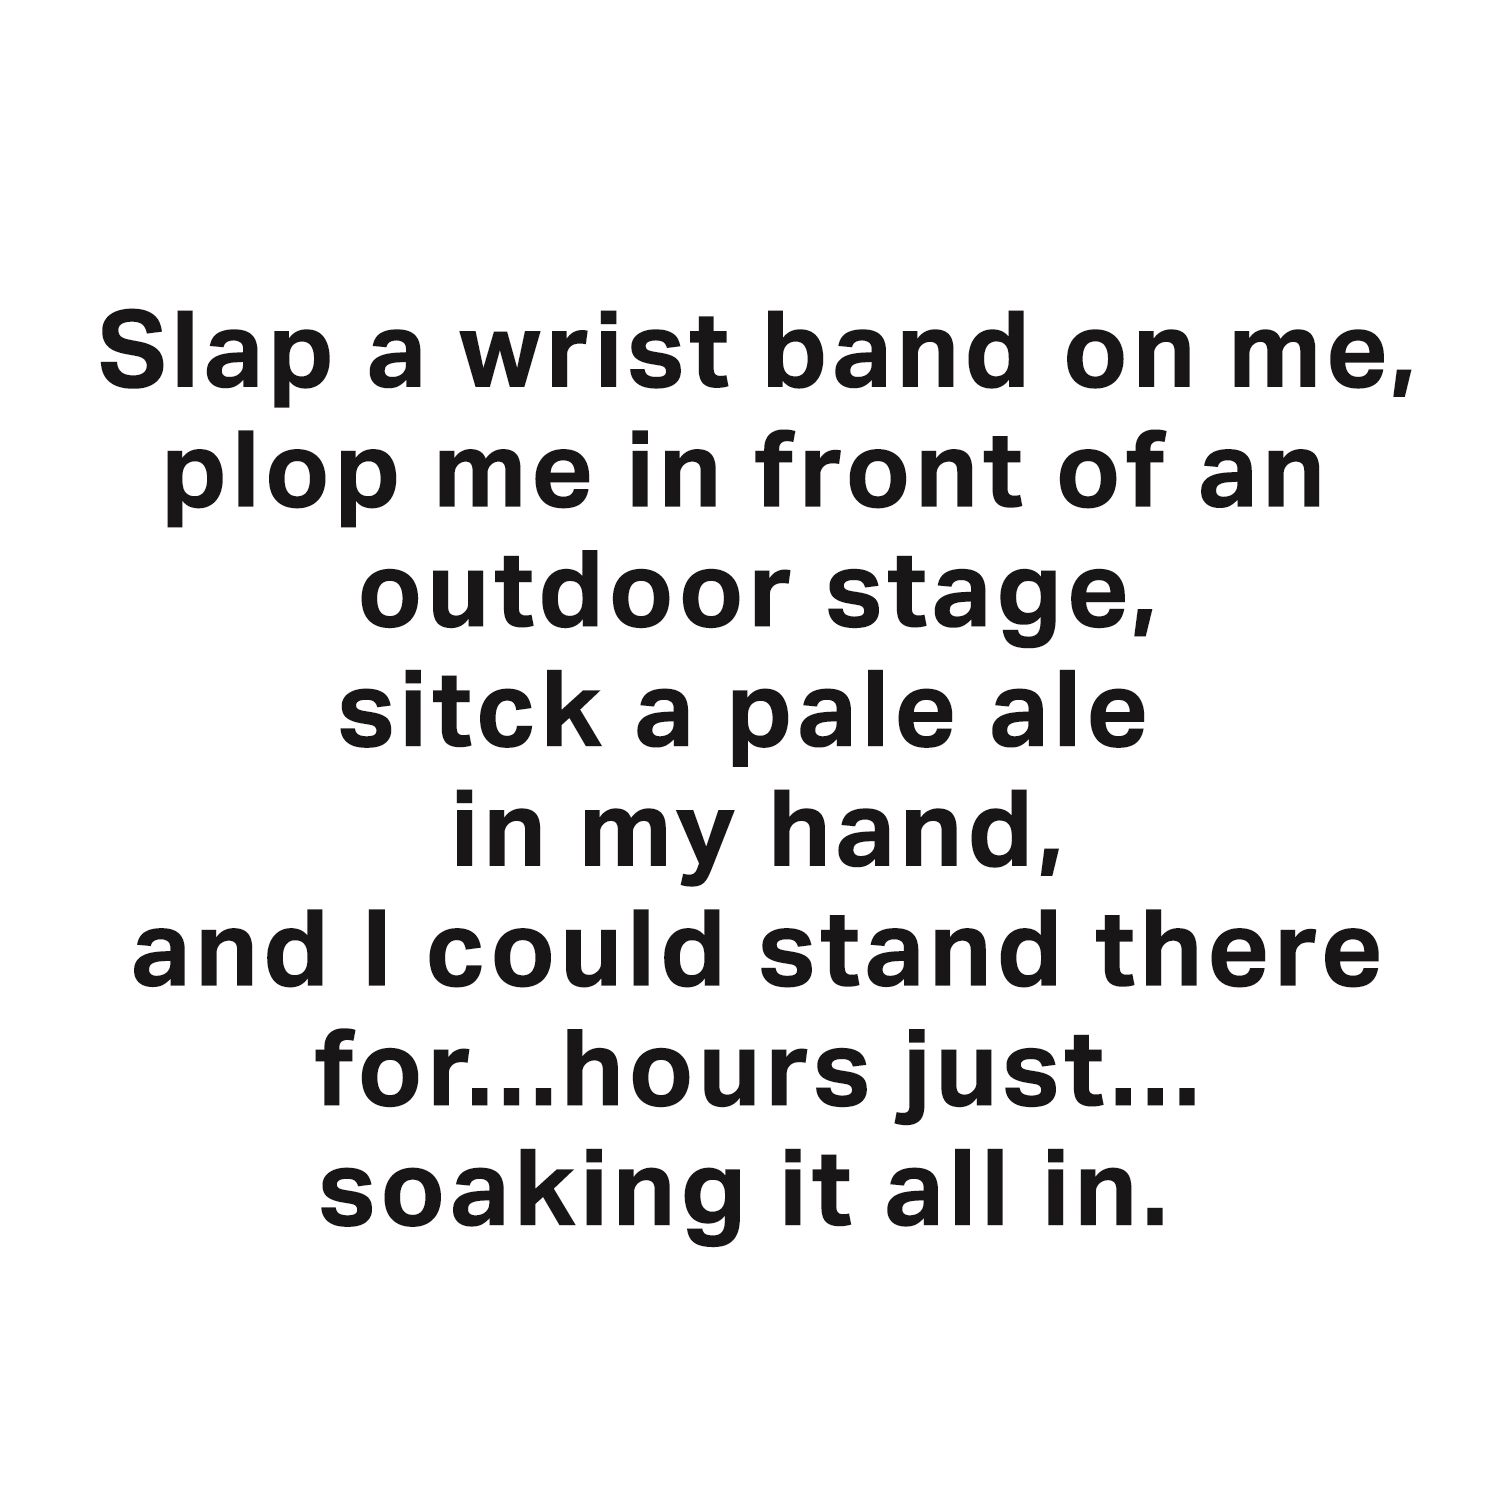 Slap a wrist band on me,
plop me in front of an
outdoor stage,
sitck a pale ale
in my hand,
and I could stand there
for...hours just...
soaking it all in.